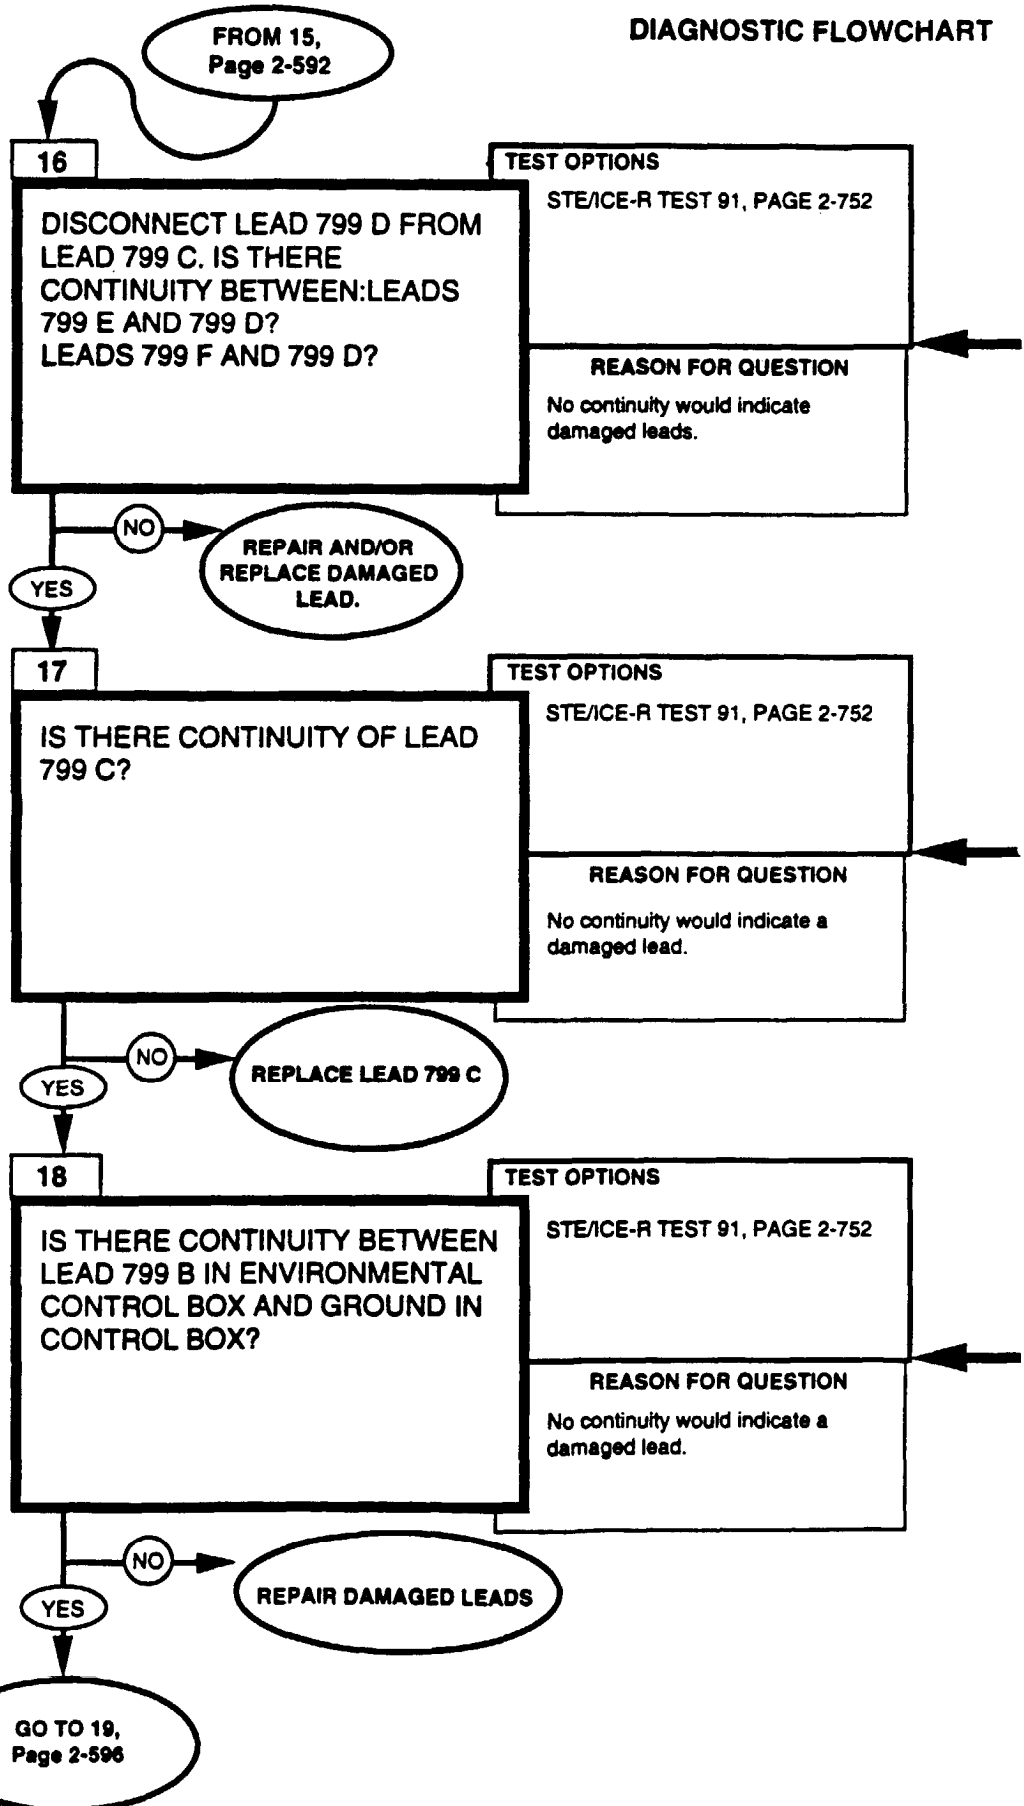 DIAGNOSTIC FLOWCHART
FROM 15,
Page 2-592
16
DISCONNECT LEAD 799 D FROM
LEAD 799 C. IS THERE
CONTINUITY BETWEEN:LEADS
799 E AND 799 D?
LEADS 799 F AND 799 D?
TEST OPTIONS
STE/ICE-R TEST 91, PAGE 2-752
REASON FOR QUESTION
No continuity would indicate
damaged leads.
NO
REPAIR AND/OR
REPLACE DAMAGED
LEAD.
YES
17
IS THERE CONTINUITY OF LEAD
799 C?
TEST OPTIONS
STE/ICE-R TEST 91, PAGE 2-752
REASON FOR QUESTION
No continuity would indicate a
damaged lead.
NO
REPLACE LEAD 799 C
YES
18
IS THERE CONTINUITY BETWEEN
LEAD 799 B IN ENVIRONMENTAL
CONTROL BOX AND GROUND IN
CONTROL BOX?
TEST OPTIONS
STE/ICE-R TEST 91, PAGE 2-752
REASON FOR QUESTION
No continuity would indicate a
damaged lead.
NO
REPAIR DAMAGED LEADS
YES
GO TO 19,
Page 2-596